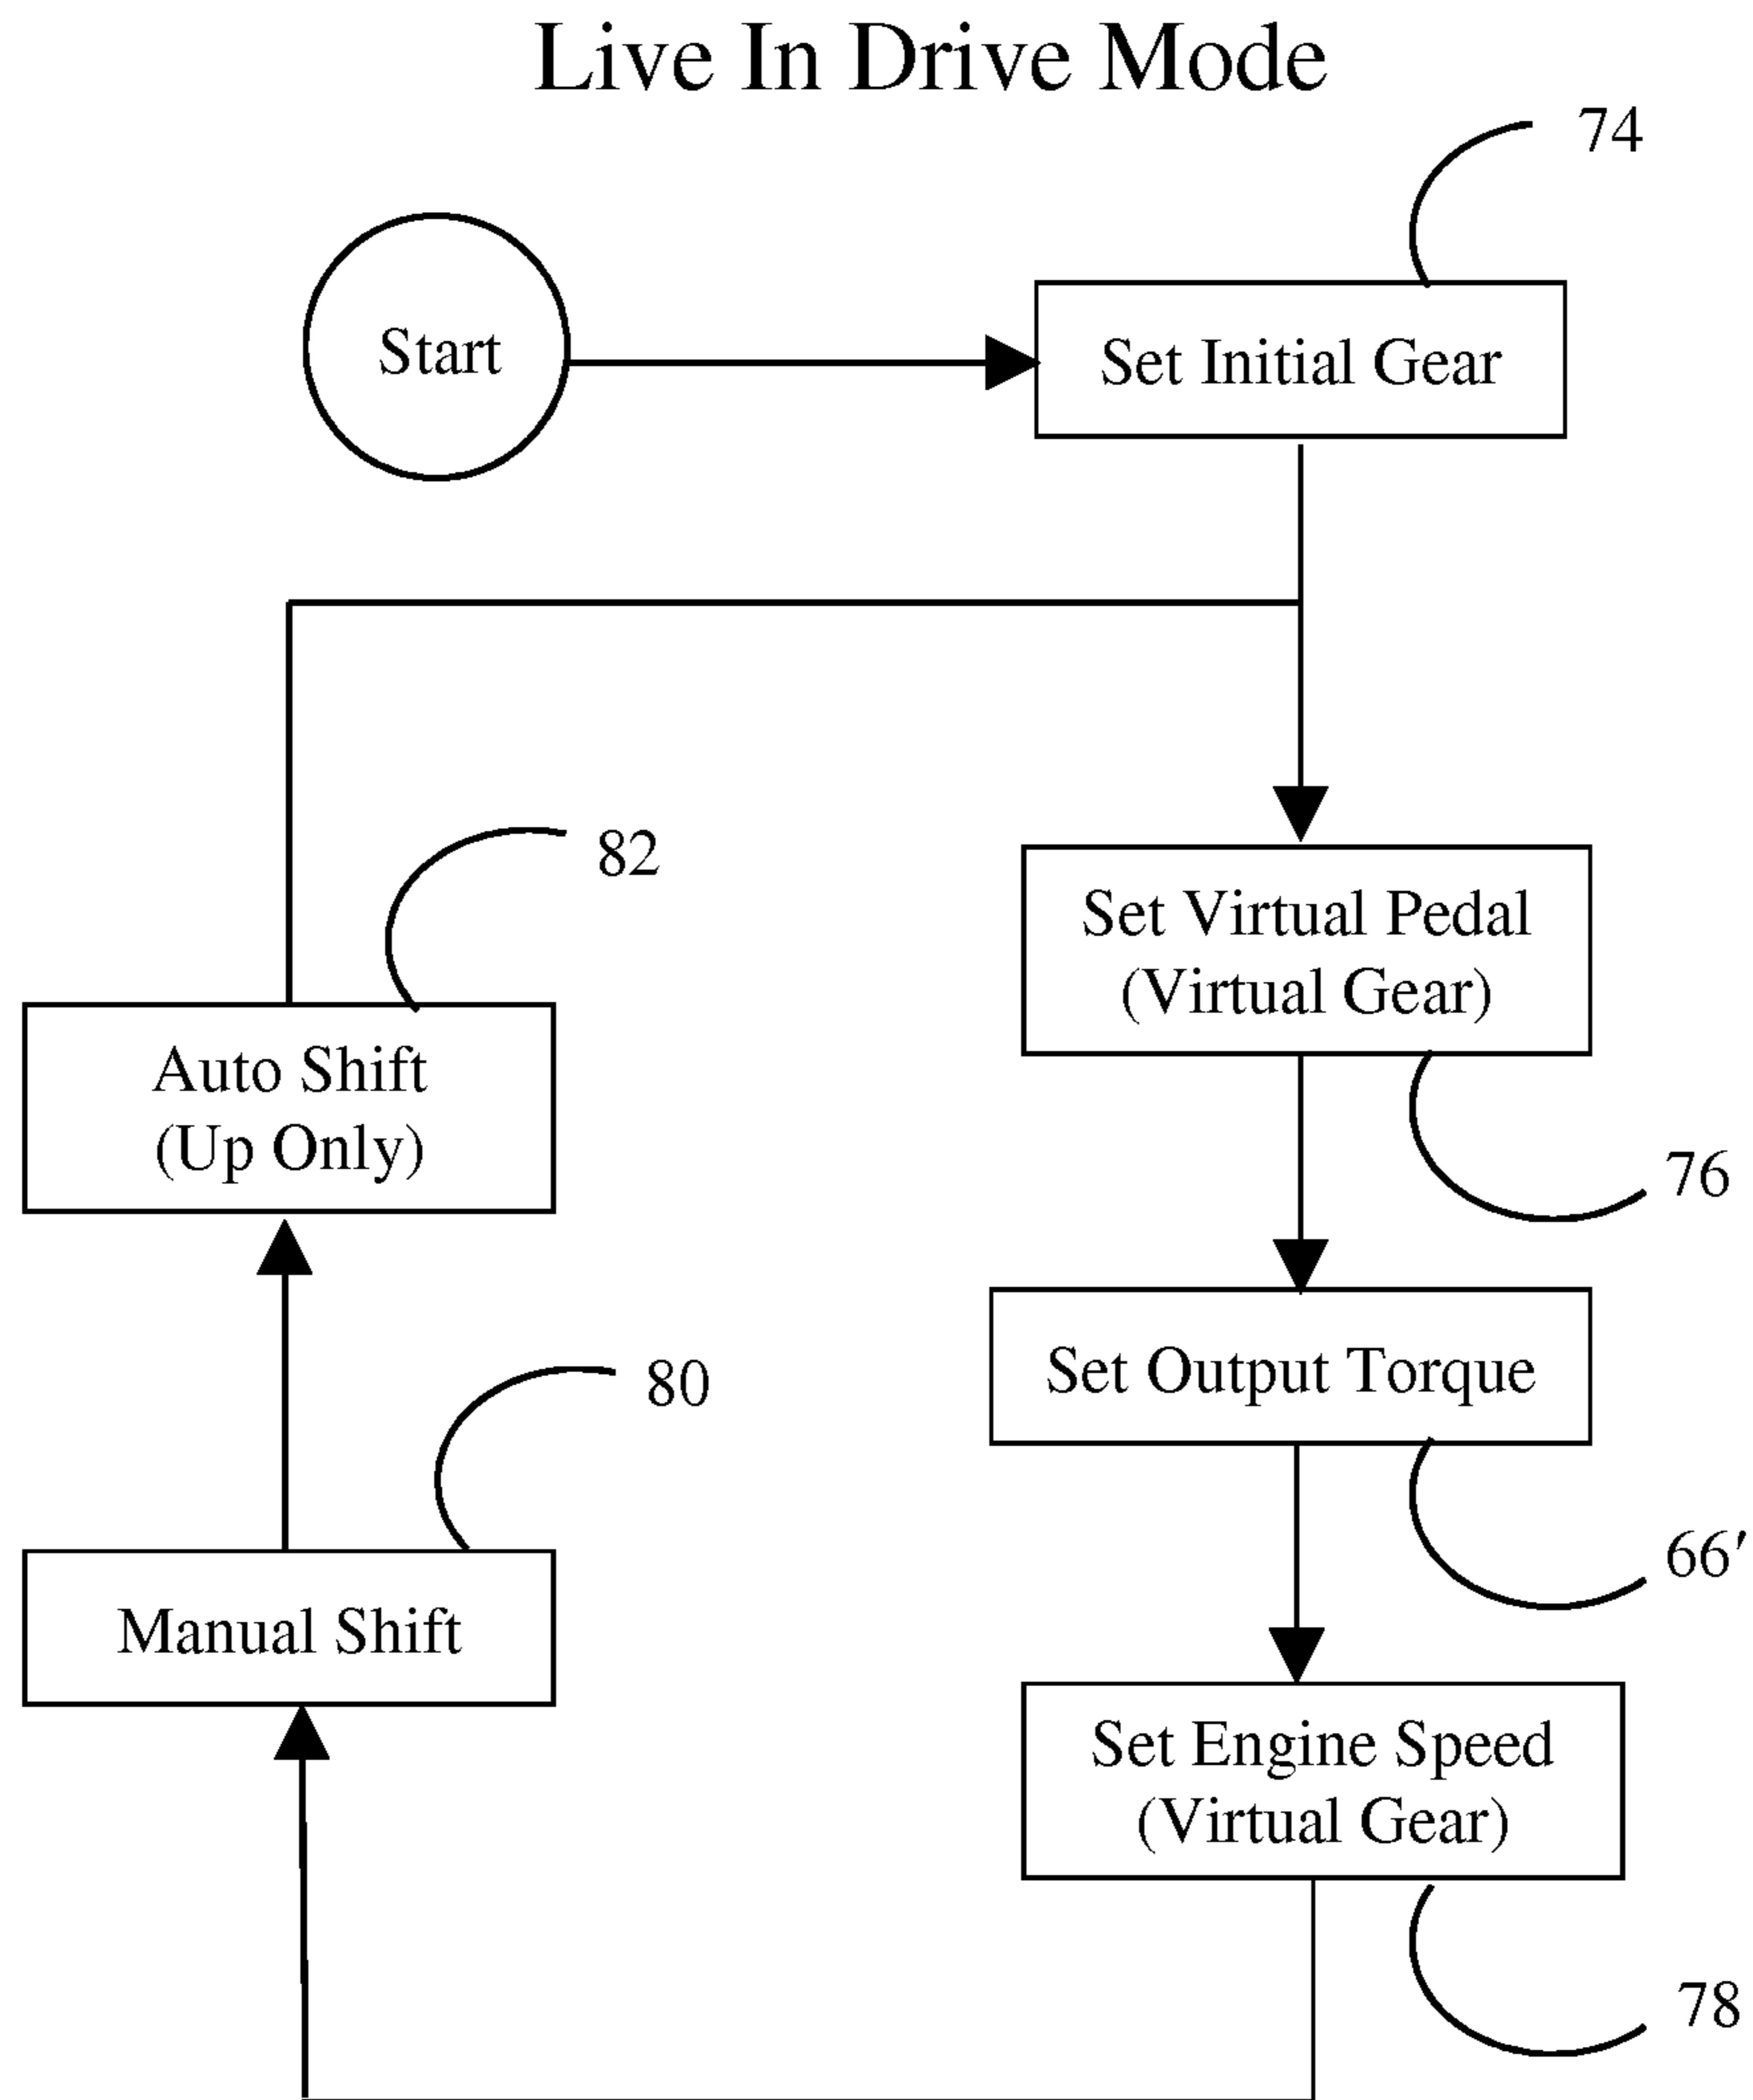 Live In Drive Mode
74
Start
Set Initial Gear
82
Set Virtual Pedal
(Virtual Gear)
Auto Shift
(Up Only)
76
Set Output Torque
80
66′
Manual Shift
Set Engine Speed
(Virtual Gear)
78